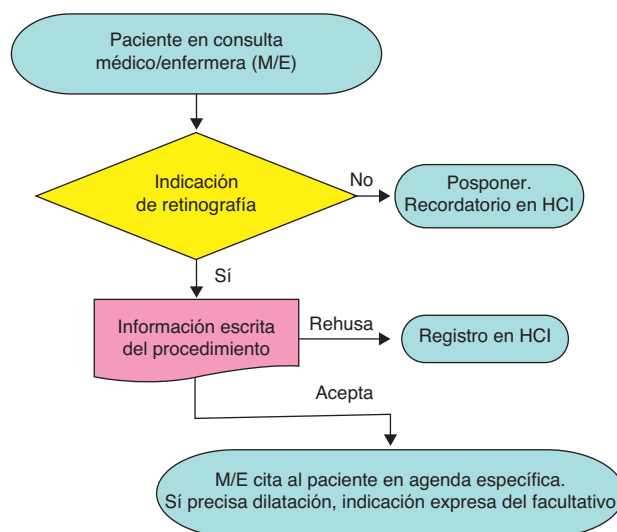 Paciente en consulta
médico/enfermera (M/E)
Indicación
de retinografía
No
Posponer.
Recordatorio en HCI
Sí
Información escrita
del procedimiento
Rehusa
Registro en HCI
Acepta
M/E cita al paciente en agenda específica.
Sí precisa dilatación, indicación expresa del facultativo